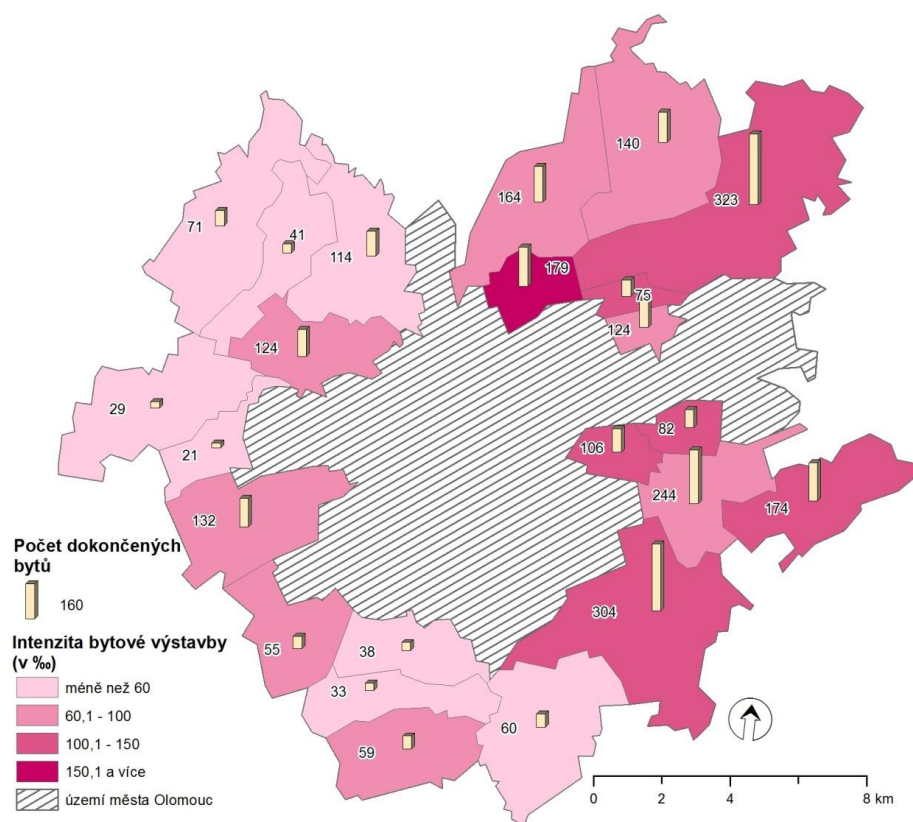 140
164
323
71
41
114
179
75
124
124
29
21
82
106
244
174
132
Počet dokončených
bytů
160
304
Intenzita bytové výstavby
(v ‰)
55
38
méně než 60
33
60,1 - 100
60
59
100,1 - 150
150,1 a více
území města Olomouc
0 2 4 8 km